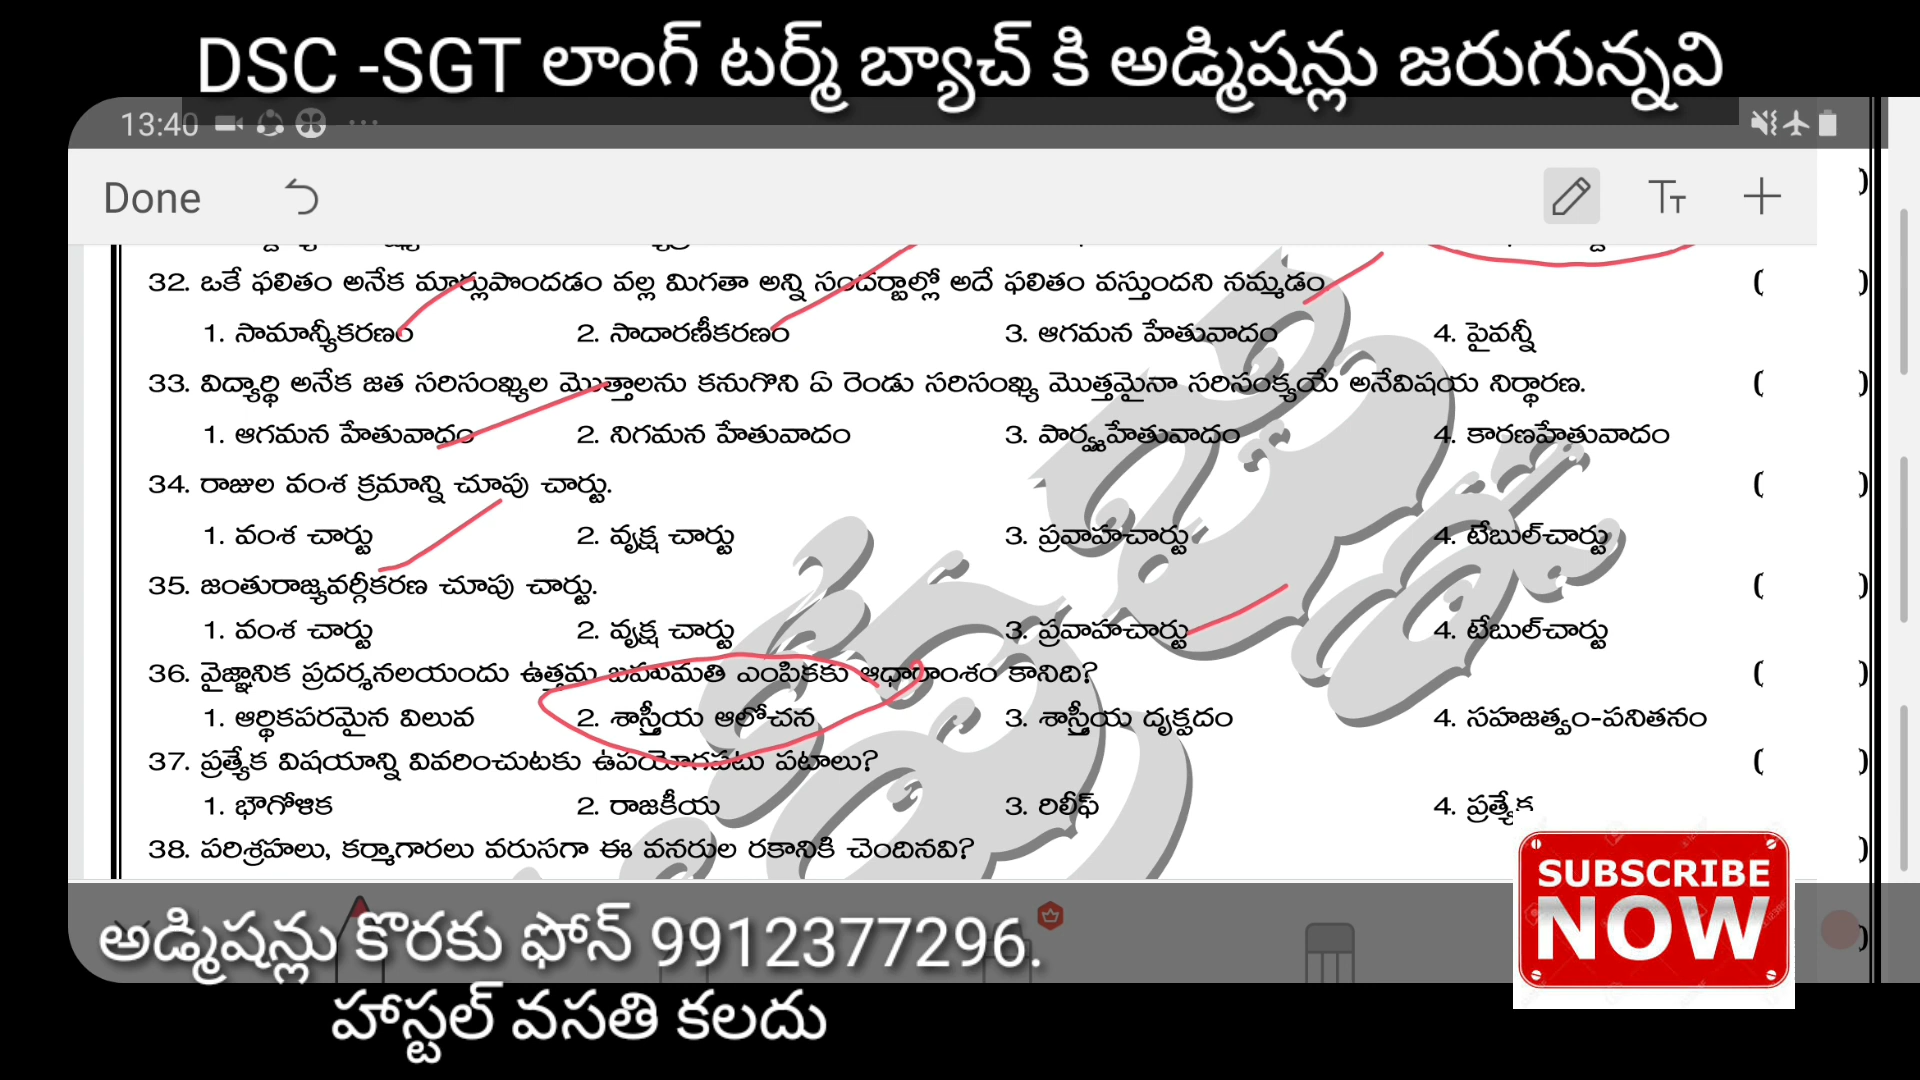 DSC -SGT లాంగ్ టర్మ్ బ్యాచ్ కి అడ్మిషన్లు జరుగున్నవి
13:40
Done
32. ఒకే ఫలితం అనేక మార్లుపొందడం వల్ల మిగతా అన్ని సందర్భాల్లో అదే ఫలితం వస్తుందని నమ్మడం ( )
1. సామాన్యీకరణం 2. సాదారణీకరణం 3. ఆగమన హేతువాదం 4. పైవన్నీ
33. విద్యార్థి అనేక జత సరిసంఖ్యల మొత్తాలను కనుగొని ఏ రెండు సరిసంఖ్య మొత్తమైనా సరిసంక్యయే అనేవిషయ నిర్ధారణ. ( )
1. ఆగమన హేతువాదం 2. నిగమన హేతువాదం 3. పార్శ్వహేతువాదం 4. కారణహేతువాదం
34. రాజుల వంశ క్రమాన్ని చూపు చార్టు. ( )
1. వంశ చార్టు 2. వృక్ష చార్టు 3. ప్రవాహచార్టు 4. టేబుల్‌చార్టు
35. జంతురాజ్యవర్గీకరణ చూపు చార్టు. ( )
1. వంశ చార్టు 2. వృక్ష చార్టు 3. ప్రవాహచార్టు 4. టేబుల్‌చార్టు
36. వైజ్ఞానిక ప్రదర్శనలయందు ఉత్తమ బహుమతి ఎంపికకు ఆధారాంశం కానిది? ( )
1. ఆర్థికపరమైన విలువ 2. శాస్త్రీయ ఆలోచన 3. శాస్త్రీయ దృక్పదం 4. సహజత్వం-పనితనం
37. ప్రత్యేక విషయాన్ని వివరించుటకు ఉపయోగపటు పటాలు? ( )
1. భౌగోళిక 2. రాజకీయ 3. రిలీఫ్ 4. ప్రత్యేక
38. పరిశ్రహలు, కర్మాగారలు వరుసగా ఈ వనరుల రకానికి చెందినవి? )
SUBSCRIBE
NOW
అడ్మిషన్లు కొరకు ఫోన్ 9912377296.
హాస్టల్ వసతి కలదు